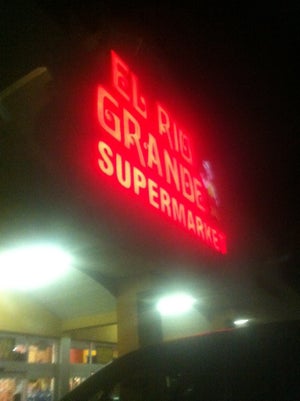 EL RIO
GRANDE
SUPERMARKET